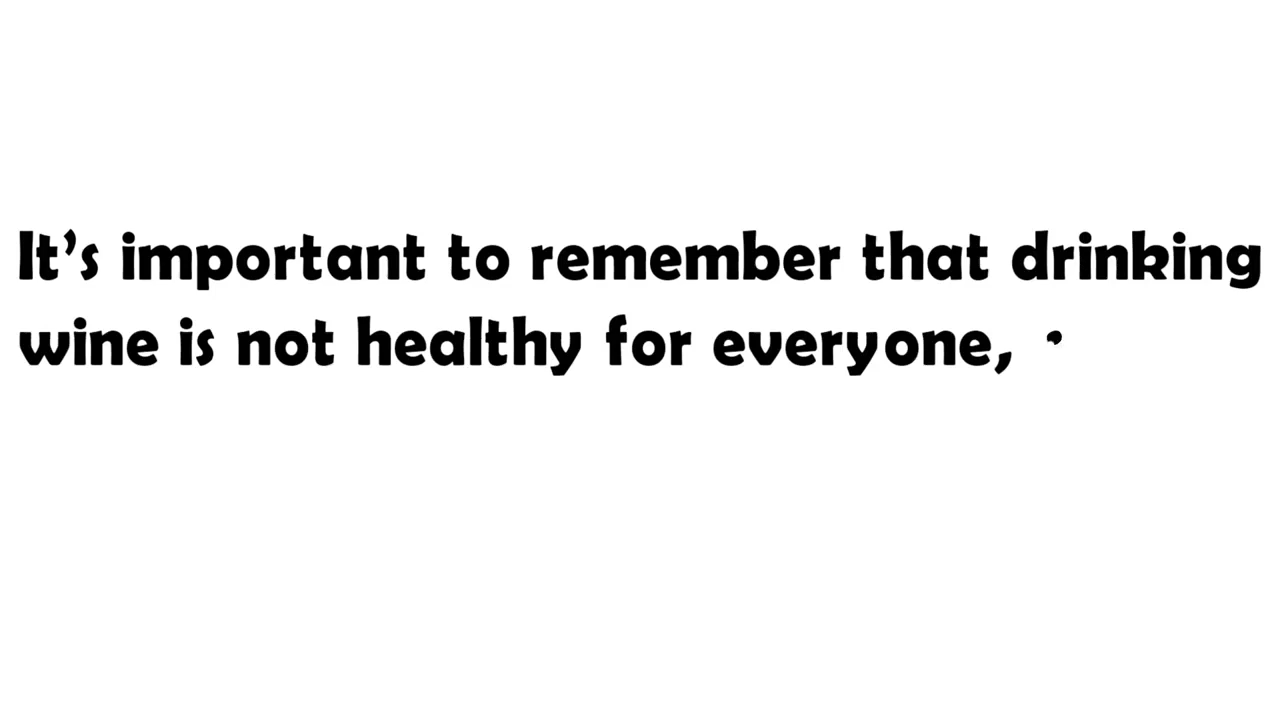 It’s important to remember that drinking
wine is not healthy for everyone,